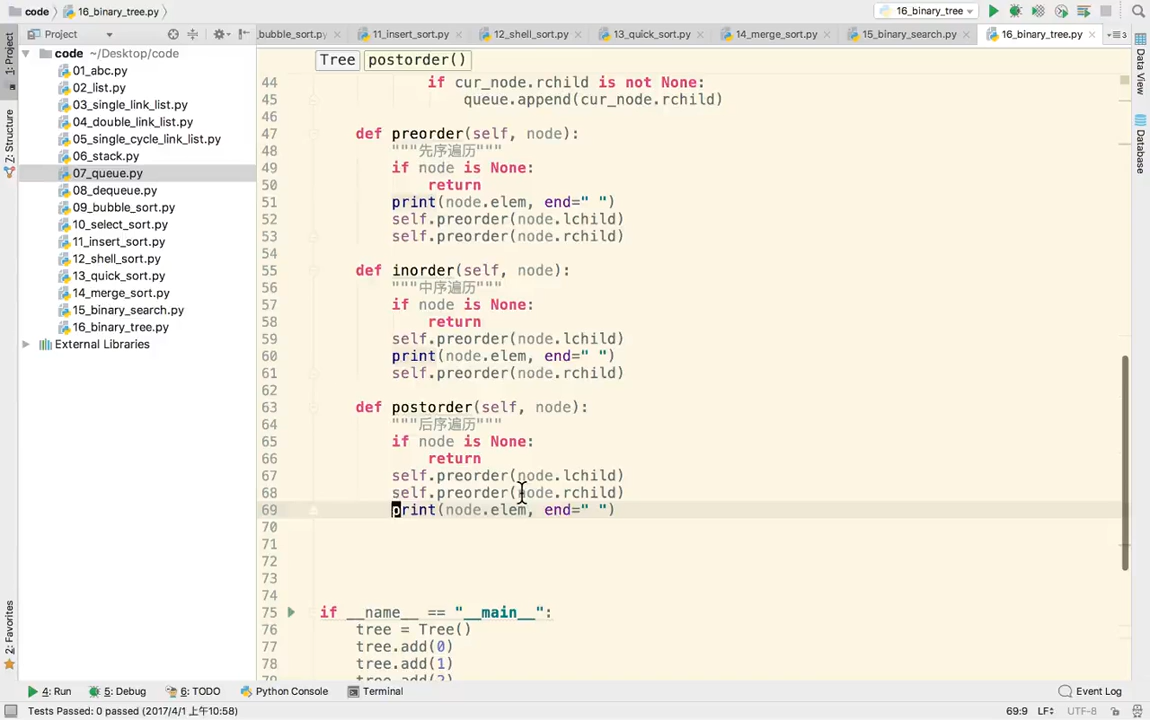 code
16_binary_tree.py
16_binary_tree
1: Project
Project
_bubble_sort.py
11_insert_sort.py
12_shell_sort.py
13_quick_sort.py
14_merge_sort.py
15_binary_search.py
16_binary_tree.py
3
code ~/Desktop/code
01_abc.py
02_list.py
03_single_link_list.py
04_double_link_list.py
05_single_cycle_link_list.py
06_stack.py
07_queue.py
08_dequeue.py
09_bubble_sort.py
10_select_sort.py
11_insert_sort.py
12_shell_sort.py
13_quick_sort.py
14_merge_sort.py
15_binary_search.py
16_binary_tree.py
External Libraries
7: Structure
2: Favorites
Data View
Database
Tree
postorder()
44 if cur_node.rchild is not None:
45 queue.append(cur_node.rchild)
46
47 def preorder(self, node):
48 """先序遍历"""
49 if node is None:
50 return
51 print(node.elem, end=" ")
52 self.preorder(node.lchild)
53 self.preorder(node.rchild)
54
55 def inorder(self, node):
56 """中序遍历"""
57 if node is None:
58 return
59 self.preorder(node.lchild)
60 print(node.elem, end=" ")
61 self.preorder(node.rchild)
62
63 def postorder(self, node):
64 """后序遍历"""
65 if node is None:
66 return
67 self.preorder(node.lchild)
68 self.preorder(node.rchild)
69 print(node.elem, end=" ")
70
71
72
73
74
75 if __name__ == "__main__":
76 tree = Tree()
77 tree.add(0)
78 tree.add(1)
79 tree.add(2)
4: Run
5: Debug
6: TODO
Python Console
Terminal
Event Log
Tests Passed: 0 passed (2017/4/1 上午10:58)
69:9
LF÷
UTF-8